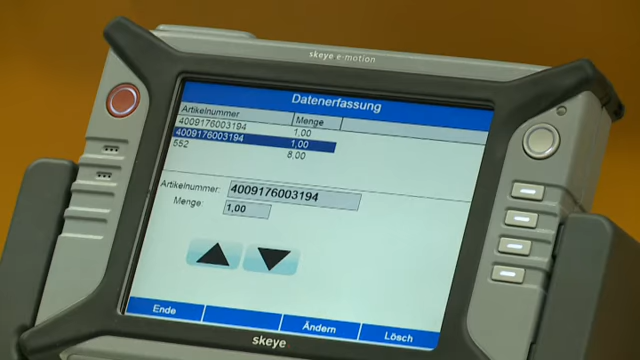 skeye e·motion
Datenerfassung
Artikelnummer Menge
4009176003194 1,00
4009176003194 1,00
552 8,00
Artikelnummer: 4009176003194
Menge: 1,00
Ende Ändern Lösch
skeye